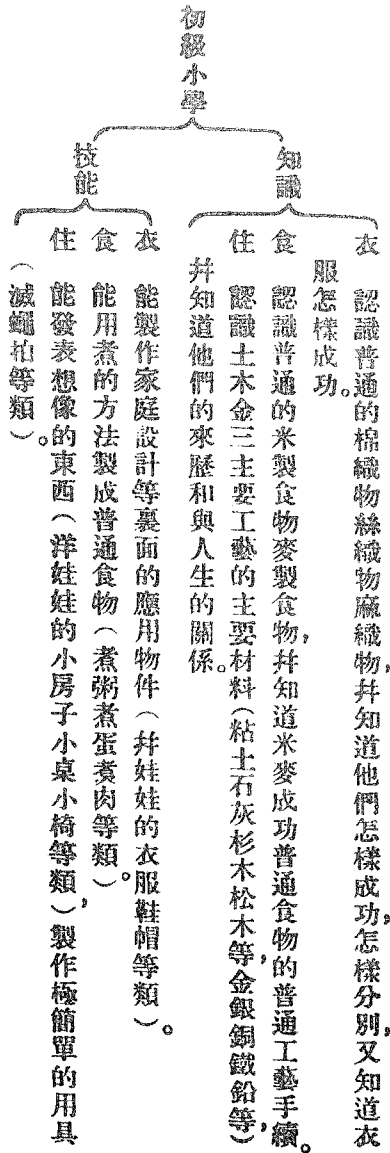 初級小學
知識
衣　認識普通的棉織物絲織物麻織物，幷知道他們怎樣成功，怎樣分別，又知道衣
服怎樣成功。
食　認識普通的米製食物麥製食物，幷知道米麥成功普通食物的普通工藝手續。
住　認識土木金三主要工藝的主要材料（粘土石灰杉木松木等，金銀銅鐵鉛等，）
幷知道他們的來歷和與人生的關係。
技能
衣　能製作家庭設計等裏面的應用物件（幷娃娃的衣服鞋帽等類）。
食　能用煮的方法製成普通食物（煮粥煮蛋煑肉等類）。
住　能發表想像的東西（洋娃娃的小房子小桌小椅等類），製作極簡單的用具
（滅蠅拍等類）。